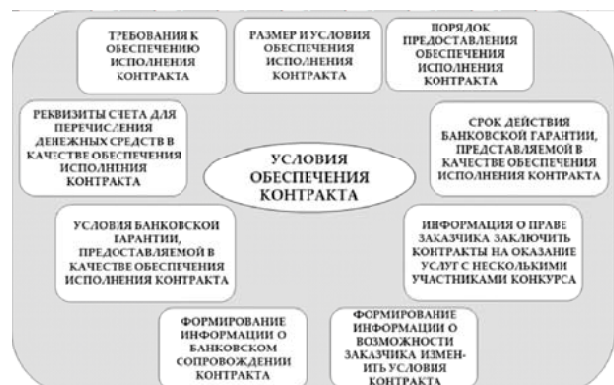 ТРЕБОВАНИЯ К
ОБЕСПЕЧЕНИЮ
ИСПОЛНЕНИЯ
КОНТРАКТА
РАЗМЕР И УСЛОВИЯ
ОБЕСПЕЧЕНИЯ
ИСПОЛНЕНИЯ
КОНТРАКТА
ПОРЯДОК
ПРЕДОСТАВЛЕНИЯ
ОБЕСПЕЧЕНИЯ
ИСПОЛНЕНИЯ
КОНТРАКТА
РЕКВИЗИТЫ СЧЕТА ДЛЯ
ПЕРЕЧИСЛЕНИЯ
ДЕНЕЖНЫХ СРЕДСТВ В
КАЧЕСТВЕ ОБЕСПЕЧЕНИЯ
ИСПОЛНЕНИЯ
КОНТРАКТА
УСЛОВИЯ
ОБЕСПЕЧЕНИЯ
КОНТРАКТА
СРОК ДЕЙСТВИЯ
БАНКОВСКОЙ ГАРАНТИИ,
ПРЕДСТАВЛЯЕМОЙ В
КАЧЕСТВЕ ОБЕСПЕЧЕНИЯ
ИСПОЛНЕНИЯ КОНТРАКТА
УСЛОВИЯ БАНКОВСКОЙ
ГАРАНТИИ,
ПРЕДОСТАВЛЯЕМОЙ В
КАЧЕСТВЕ ОБЕСПЕЧЕНИЯ
ИСПОЛНЕНИЯ КОНТРАКТА
ИНФОРМАЦИЯ О ПРАВЕ
ЗАКАЗЧИКА ЗАКЛЮЧИТЬ
КОНТРАКТЫ НА ОКАЗАНИЕ
УСЛУГ С НЕСКОЛЬКИМИ
УЧАСТНИКАМИ КОНКУРСА
ФОРМИРОВАНИЕ
ИНФОРМАЦИИ О
БАНКОВСКОМ
СОПРОВОЖДЕНИИ
КОНТРАКТА
ФОРМИРОВАНИЕ
ИНФОРМАЦИИ О
ВОЗМОЖНОСТИ
ЗАКАЗЧИКА ИЗМЕН-
ИТЬ УСЛОВИЯ
КОНТРАКТА